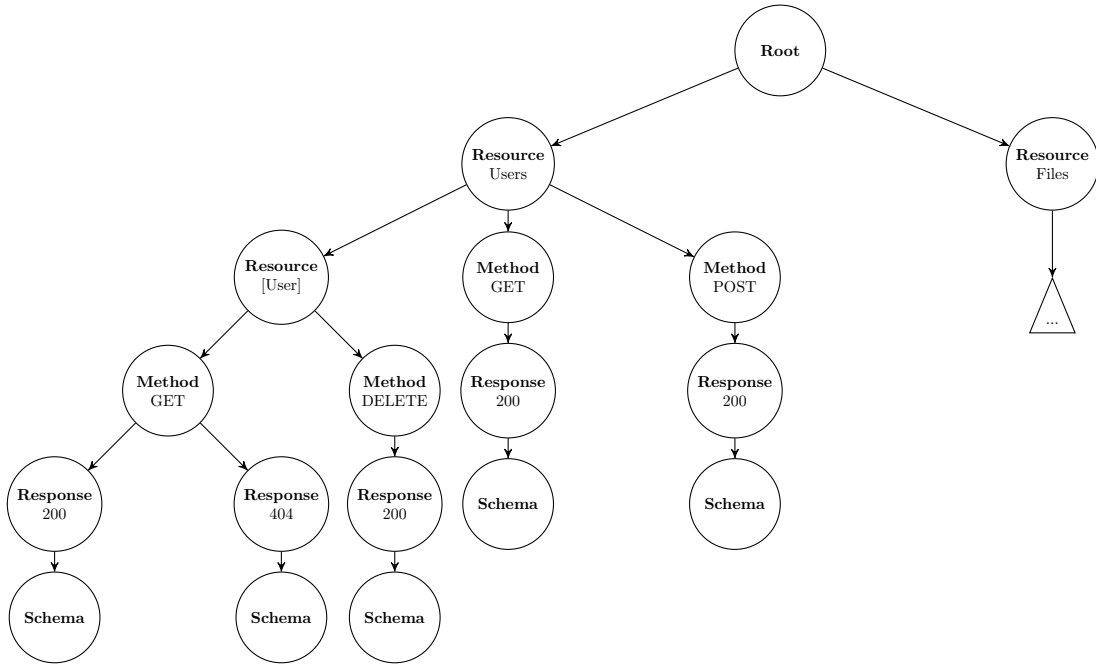 Root
Resource
Users
Resource
Files
Resource
[User]
Method
GET
Method
POST
Method
GET
Method
DELETE
Response
200
Response
200
Response
200
Response
404
Response
200
Schema
Schema
Schema
Schema
Schema
...